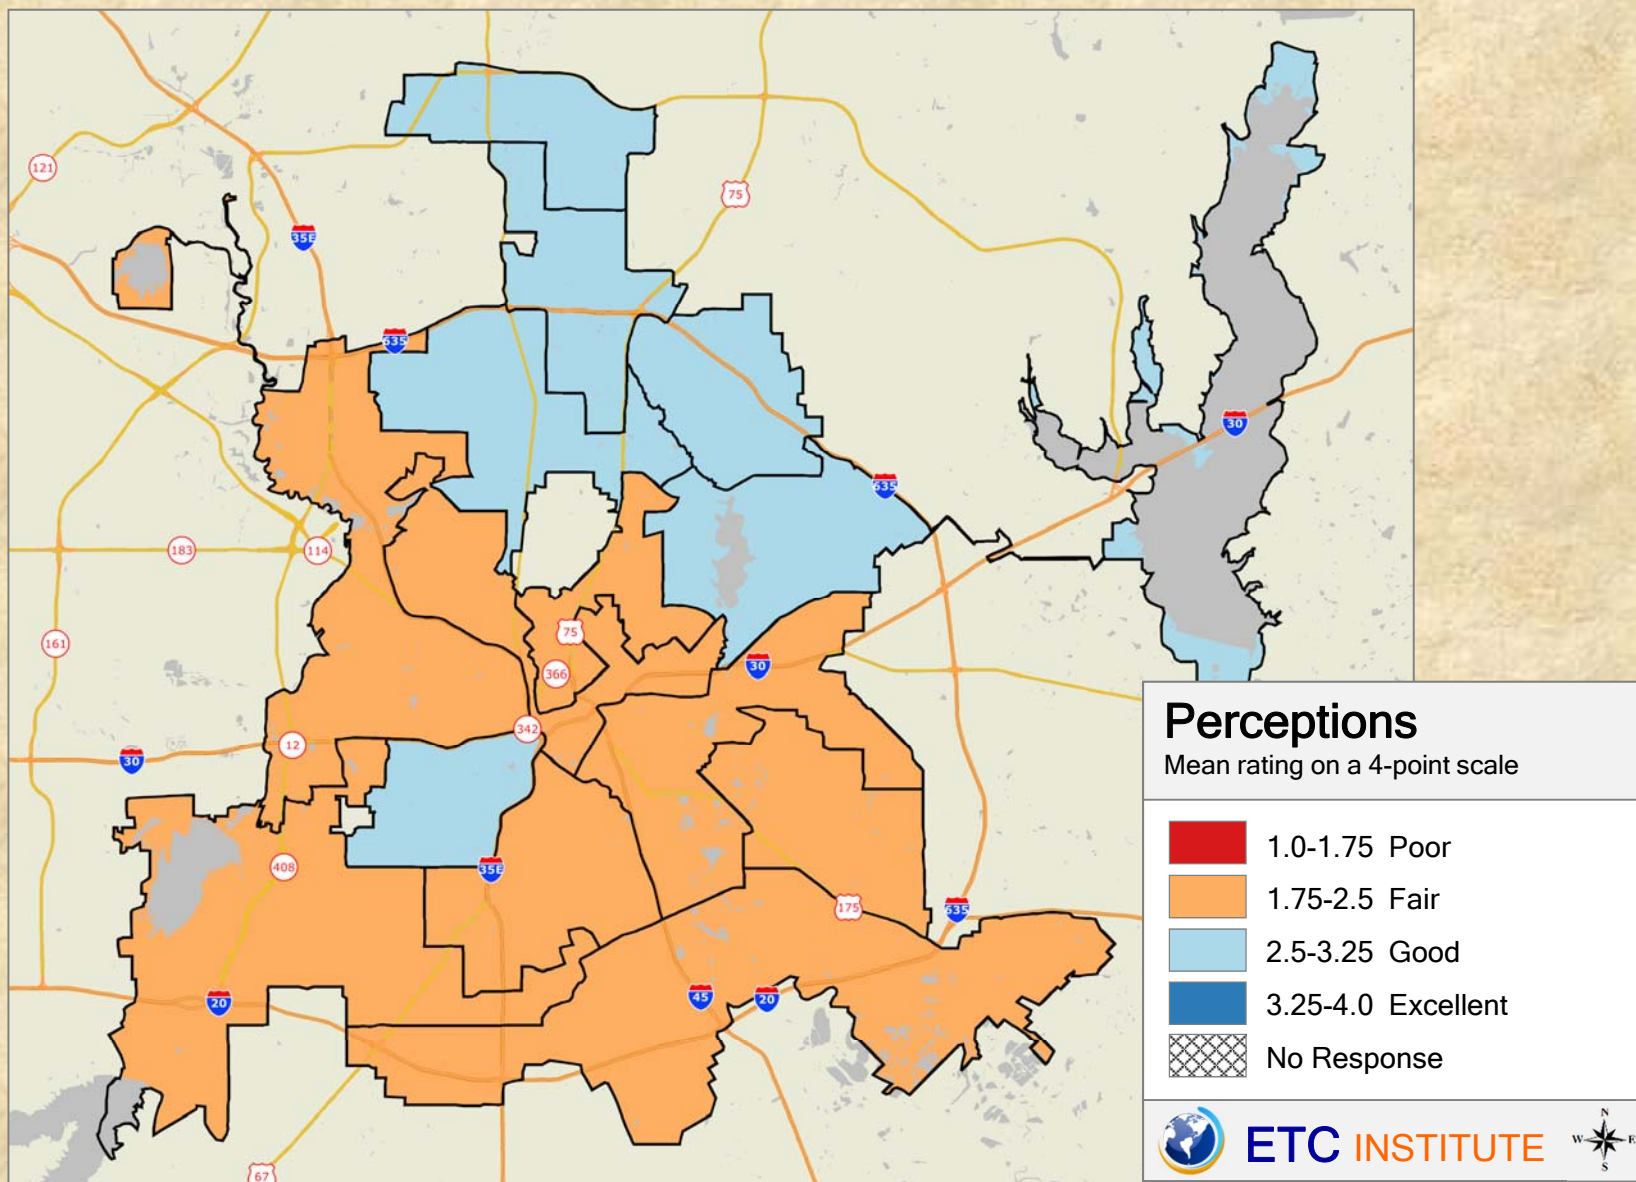 121
75
35E
635
30
635
183
114
161
75
366
30
342
12
30
408
35E
175
635
20
45
20
67
Perceptions
Mean rating on a 4-point scale
1.0-1.75 Poor
1.75-2.5 Fair
2.5-3.25 Good
3.25-4.0 Excellent
No Response
ETC INSTITUTE
N
W E
S